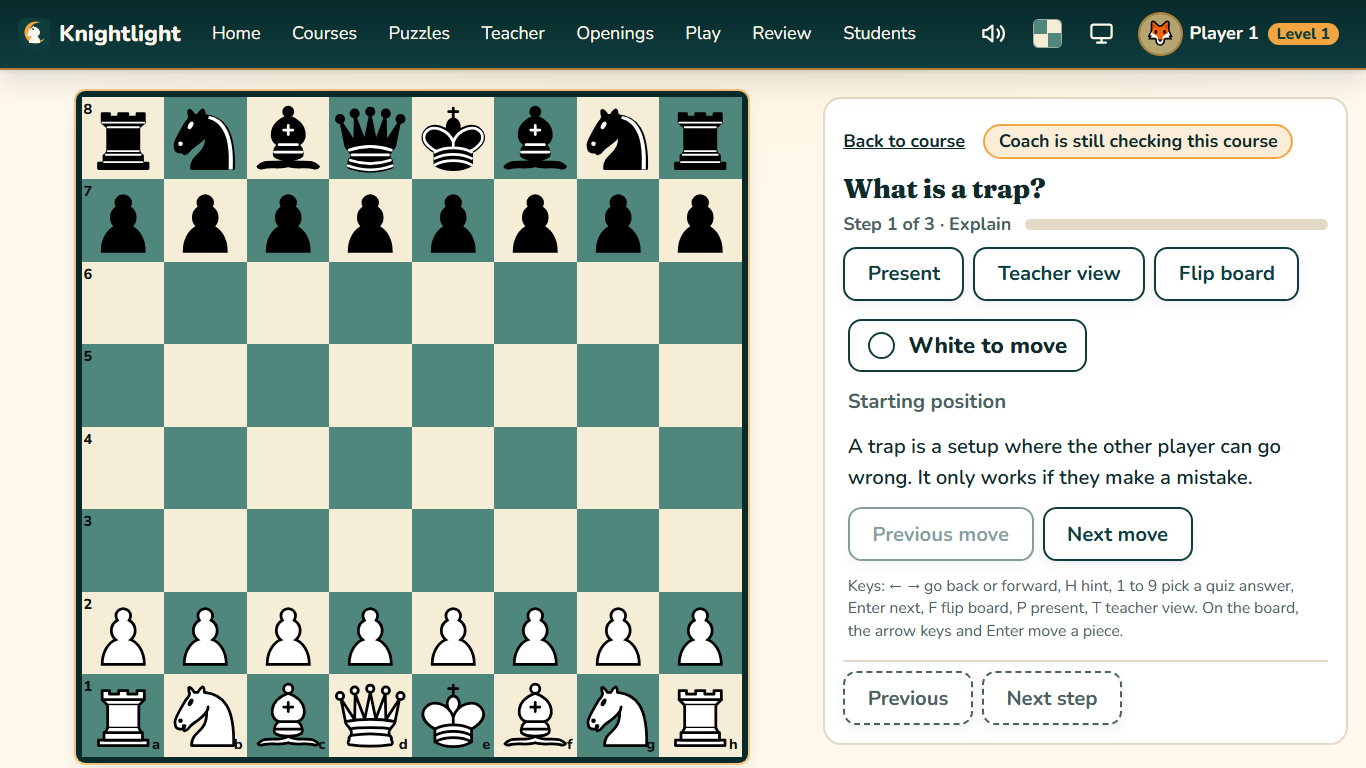 Knightlight Home Courses Puzzles Teacher Openings Play Review Students Player 1 Level 1
8
7
6
5
4
3
2
1
a b c d e f g h
Back to course Coach is still checking this course
What is a trap?
Step 1 of 3 · Explain
Present Teacher view Flip board
White to move
Starting position
A trap is a setup where the other player can go
wrong. It only works if they make a mistake.
Previous move Next move
Keys: ← → go back or forward, H hint, 1 to 9 pick a quiz answer,
Enter next, F flip board, P present, T teacher view. On the board,
the arrow keys and Enter move a piece.
Previous Next step